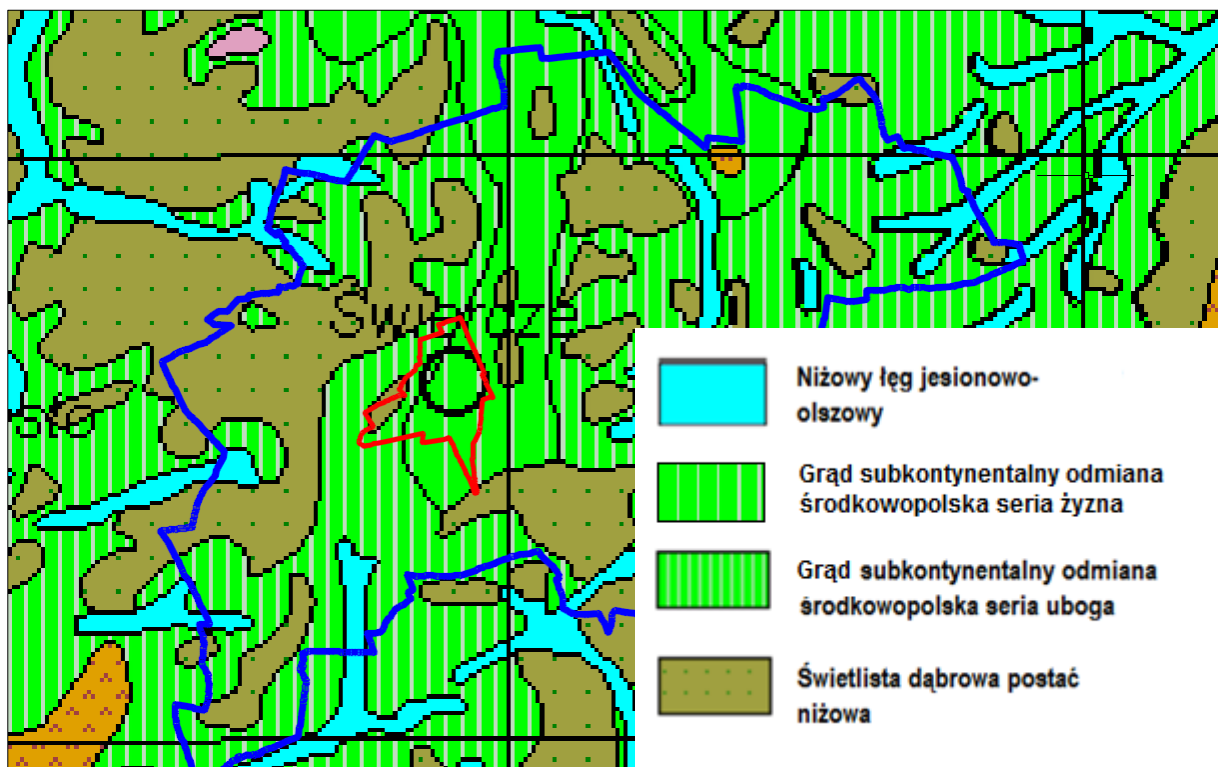 Niżowy łęg jesionowo-
olszowy
Grąd subkontynentalny odmiana
środkowopolska seria żyzna
Grąd subkontynentalny odmiana
środkowopolska seria uboga
Świetlista dąbrowa postać
niżowa